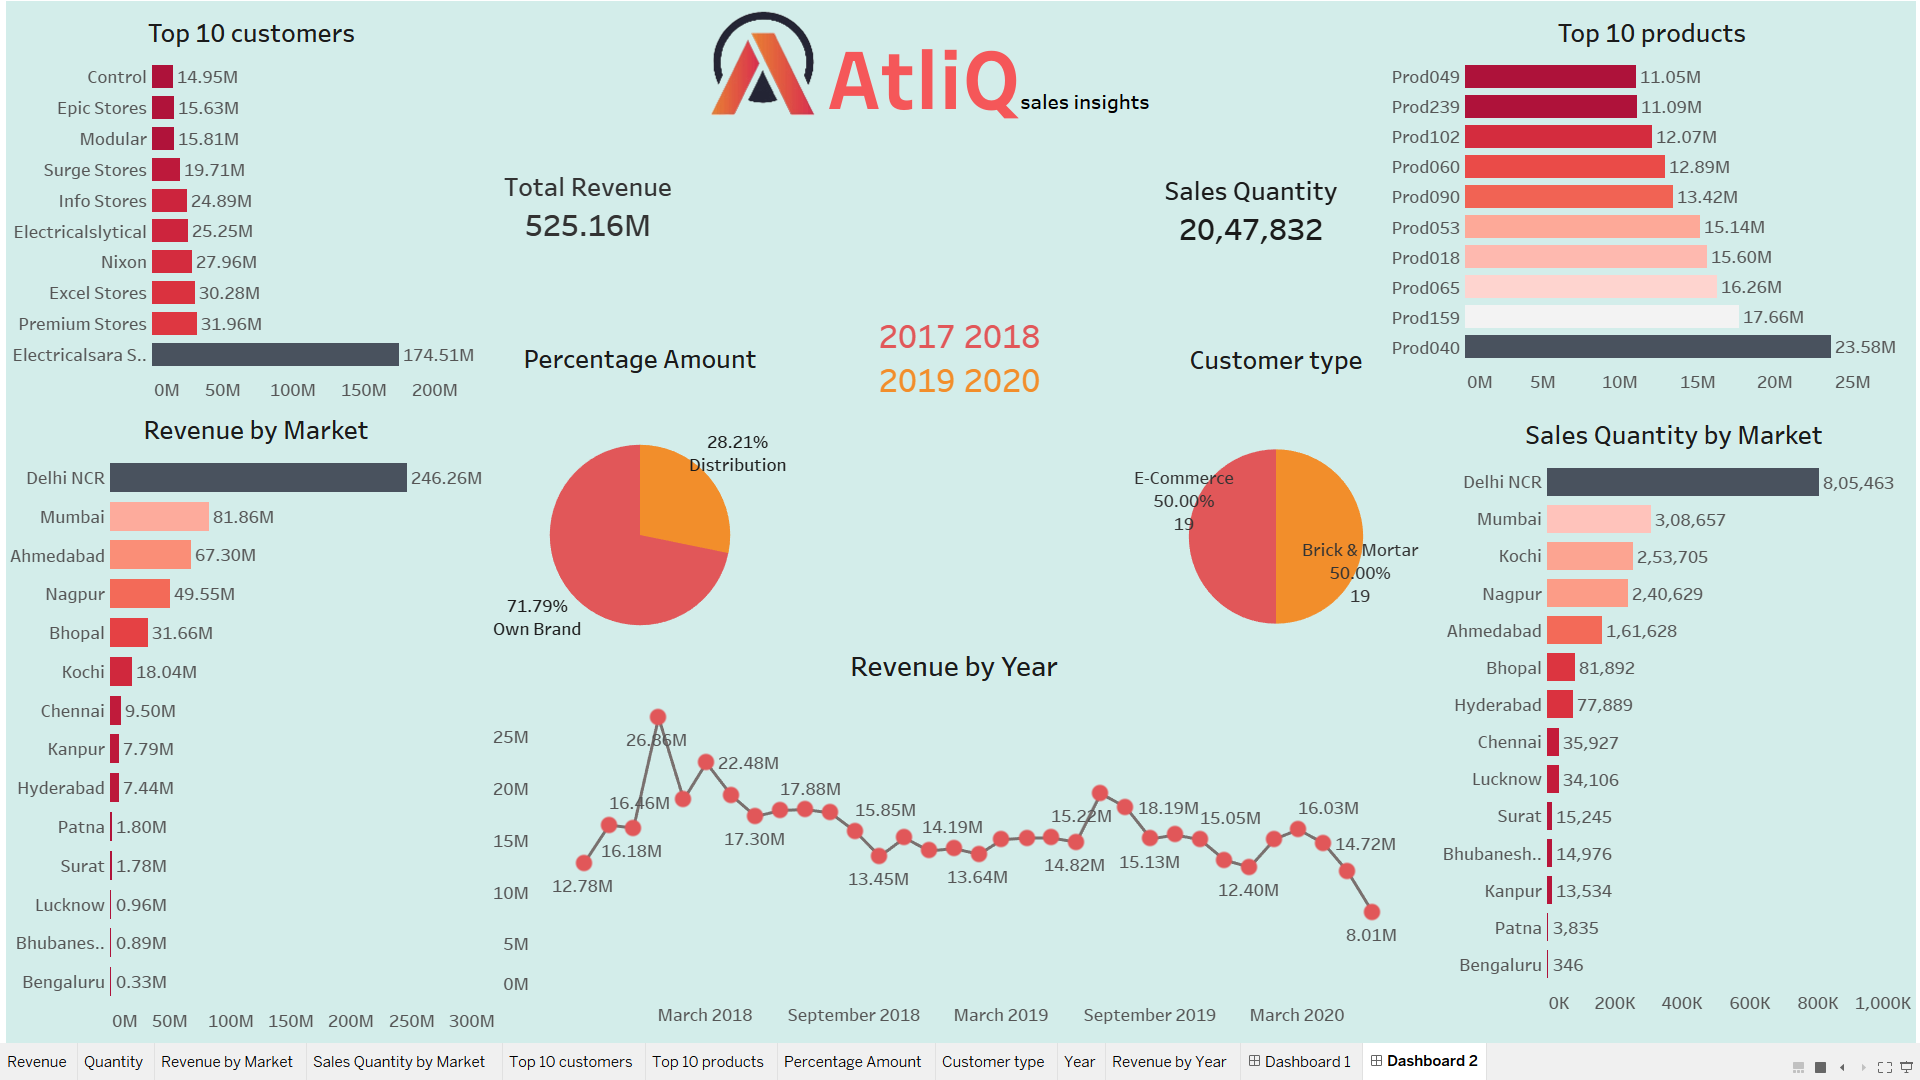 Top 10 customers
Control 14.95M
Epic Stores 15.63M
Modular 15.81M
Surge Stores 19.71M
Info Stores 24.89M
Electricalslytical 25.25M
Nixon 27.96M
Excel Stores 30.28M
Premium Stores 31.96M
Electricalsara S.. 174.51M
0M 50M 100M 150M 200M
AtliQ sales insights
Total Revenue
525.16M
Sales Quantity
20,47,832
Top 10 products
Prod049 11.05M
Prod239 11.09M
Prod102 12.07M
Prod060 12.89M
Prod090 13.42M
Prod053 15.14M
Prod018 15.60M
Prod065 16.26M
Prod159 17.66M
Prod040 23.58M
0M 5M 10M 15M 20M 25M
2017 2018
2019 2020
Percentage Amount
28.21%
Distribution
71.79%
Own Brand
Customer type
E-Commerce
50.00%
19
Brick & Mortar
50.00%
19
Revenue by Market
Delhi NCR 246.26M
Mumbai 81.86M
Ahmedabad 67.30M
Nagpur 49.55M
Bhopal 31.66M
Kochi 18.04M
Chennai 9.50M
Kanpur 7.79M
Hyderabad 7.44M
Patna 1.80M
Surat 1.78M
Lucknow 0.96M
Bhubanes.. 0.89M
Bengaluru 0.33M
0M 50M 100M 150M 200M 250M 300M
Revenue by Year
25M
20M
15M
10M
5M
0M
12.78M
16.46M
16.18M
26.86M
22.48M
17.30M
17.88M
15.85M
13.45M
14.19M
13.64M
15.22M
14.82M
18.19M
15.13M
15.05M
12.40M
16.03M
14.72M
8.01M
March 2018 September 2018 March 2019 September 2019 March 2020
Sales Quantity by Market
Delhi NCR 8,05,463
Mumbai 3,08,657
Kochi 2,53,705
Nagpur 2,40,629
Ahmedabad 1,61,628
Bhopal 81,892
Hyderabad 77,889
Chennai 35,927
Lucknow 34,106
Surat 15,245
Bhubanesh.. 14,976
Kanpur 13,534
Patna 3,835
Bengaluru 346
0K 200K 400K 600K 800K 1,000K
Revenue Quantity Revenue by Market Sales Quantity by Market Top 10 customers Top 10 products Percentage Amount Customer type Year Revenue by Year Dashboard 1 Dashboard 2